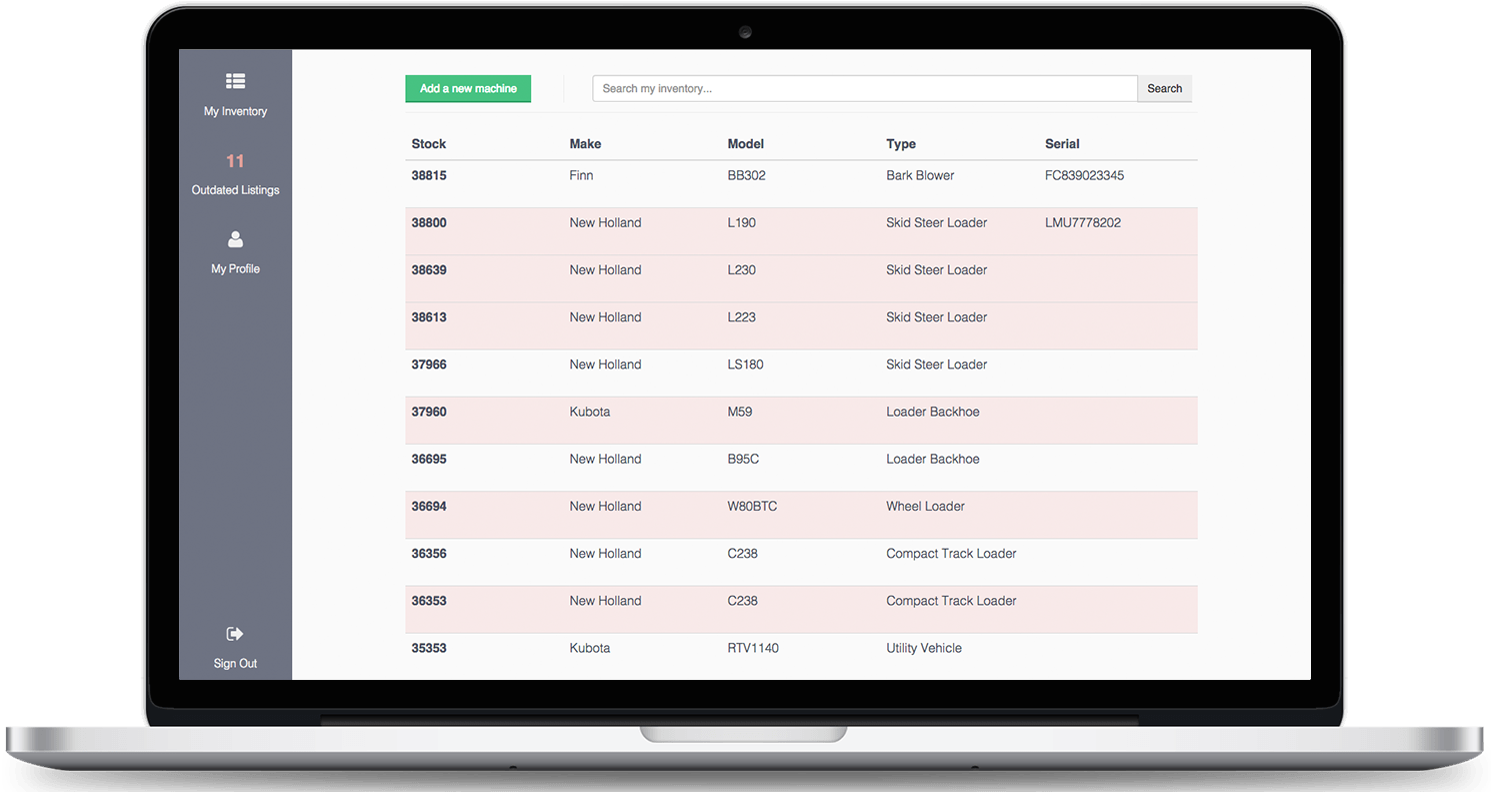 My Inventory
11
Outdated Listings
My Profile
Sign Out
Add a new machine
Search my inventory...
Search
Stock Make Model Type Serial
38815 Finn BB302 Bark Blower FC839023345
38800 New Holland L190 Skid Steer Loader LMU7778202
38639 New Holland L230 Skid Steer Loader
38613 New Holland L223 Skid Steer Loader
37966 New Holland LS180 Skid Steer Loader
37960 Kubota M59 Loader Backhoe
36695 New Holland B95C Loader Backhoe
36694 New Holland W80BTC Wheel Loader
36356 New Holland C238 Compact Track Loader
36353 New Holland C238 Compact Track Loader
35353 Kubota RTV1140 Utility Vehicle